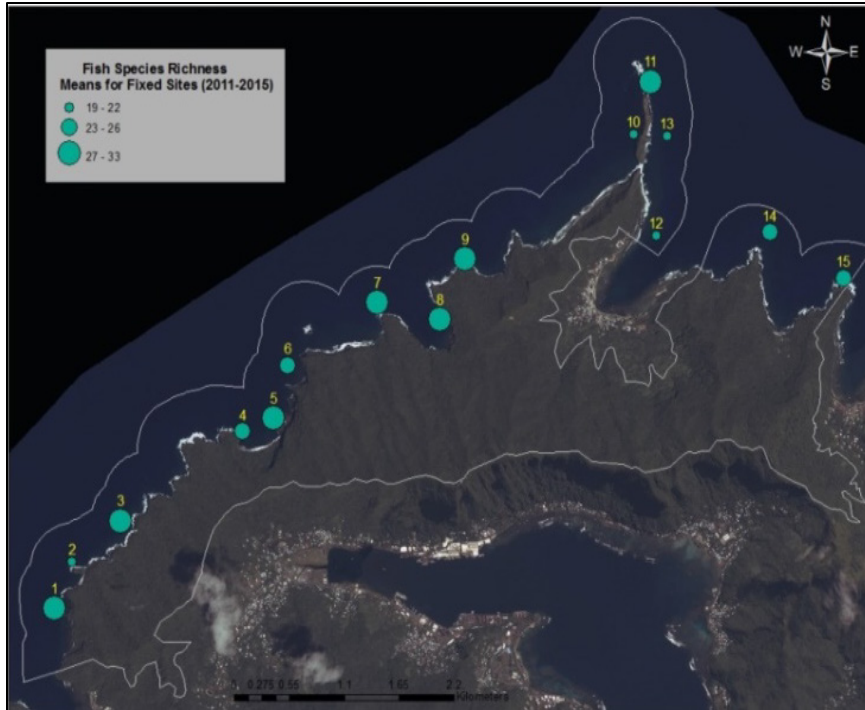 Fish Species Richness
Means for Fixed Sites (2011-2015)
19 - 22
23 - 26
27 - 33
N
W E
S
11
10 13
14
12
9
15
7
8
6
5
4
3
2
1
0 0.275 0.55 1.1 1.65 2.2
Kilometers